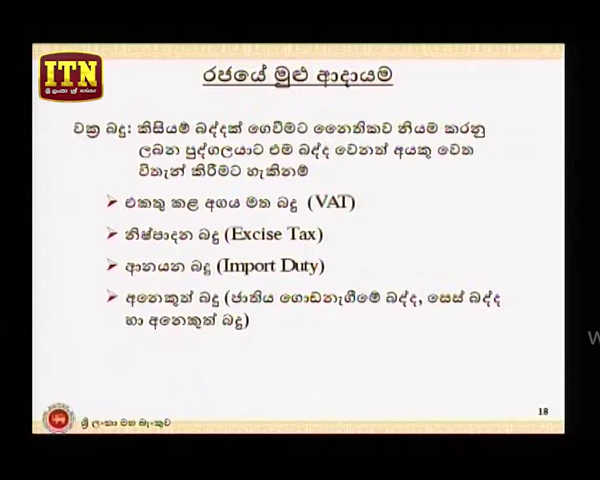 ITN
ශ්‍රී ලංකා
රජයේ මුළු ආදායම
වක්‍ර බදු: කිසියම් බද්දක් ගෙවීමට නෛතිකව නියම කරනු
ලබන පුද්ගලයාට එම බද්ද වෙනත් අයකු වෙත
විතැන් කිරීමට හැකිනම්
➢ එකතු කළ අගය මත බදු (VAT)
➢ නිෂ්පාදන බදු (Excise Tax)
➢ ආනයන බදු (Import Duty)
➢ අනෙකුත් බදු (ජාතිය ගොඩනැගීමේ බද්ද, සෙස් බද්ද
හා අනෙකුත් බදු)
ශ්‍රී ලංකා මහ බැංකුව
18